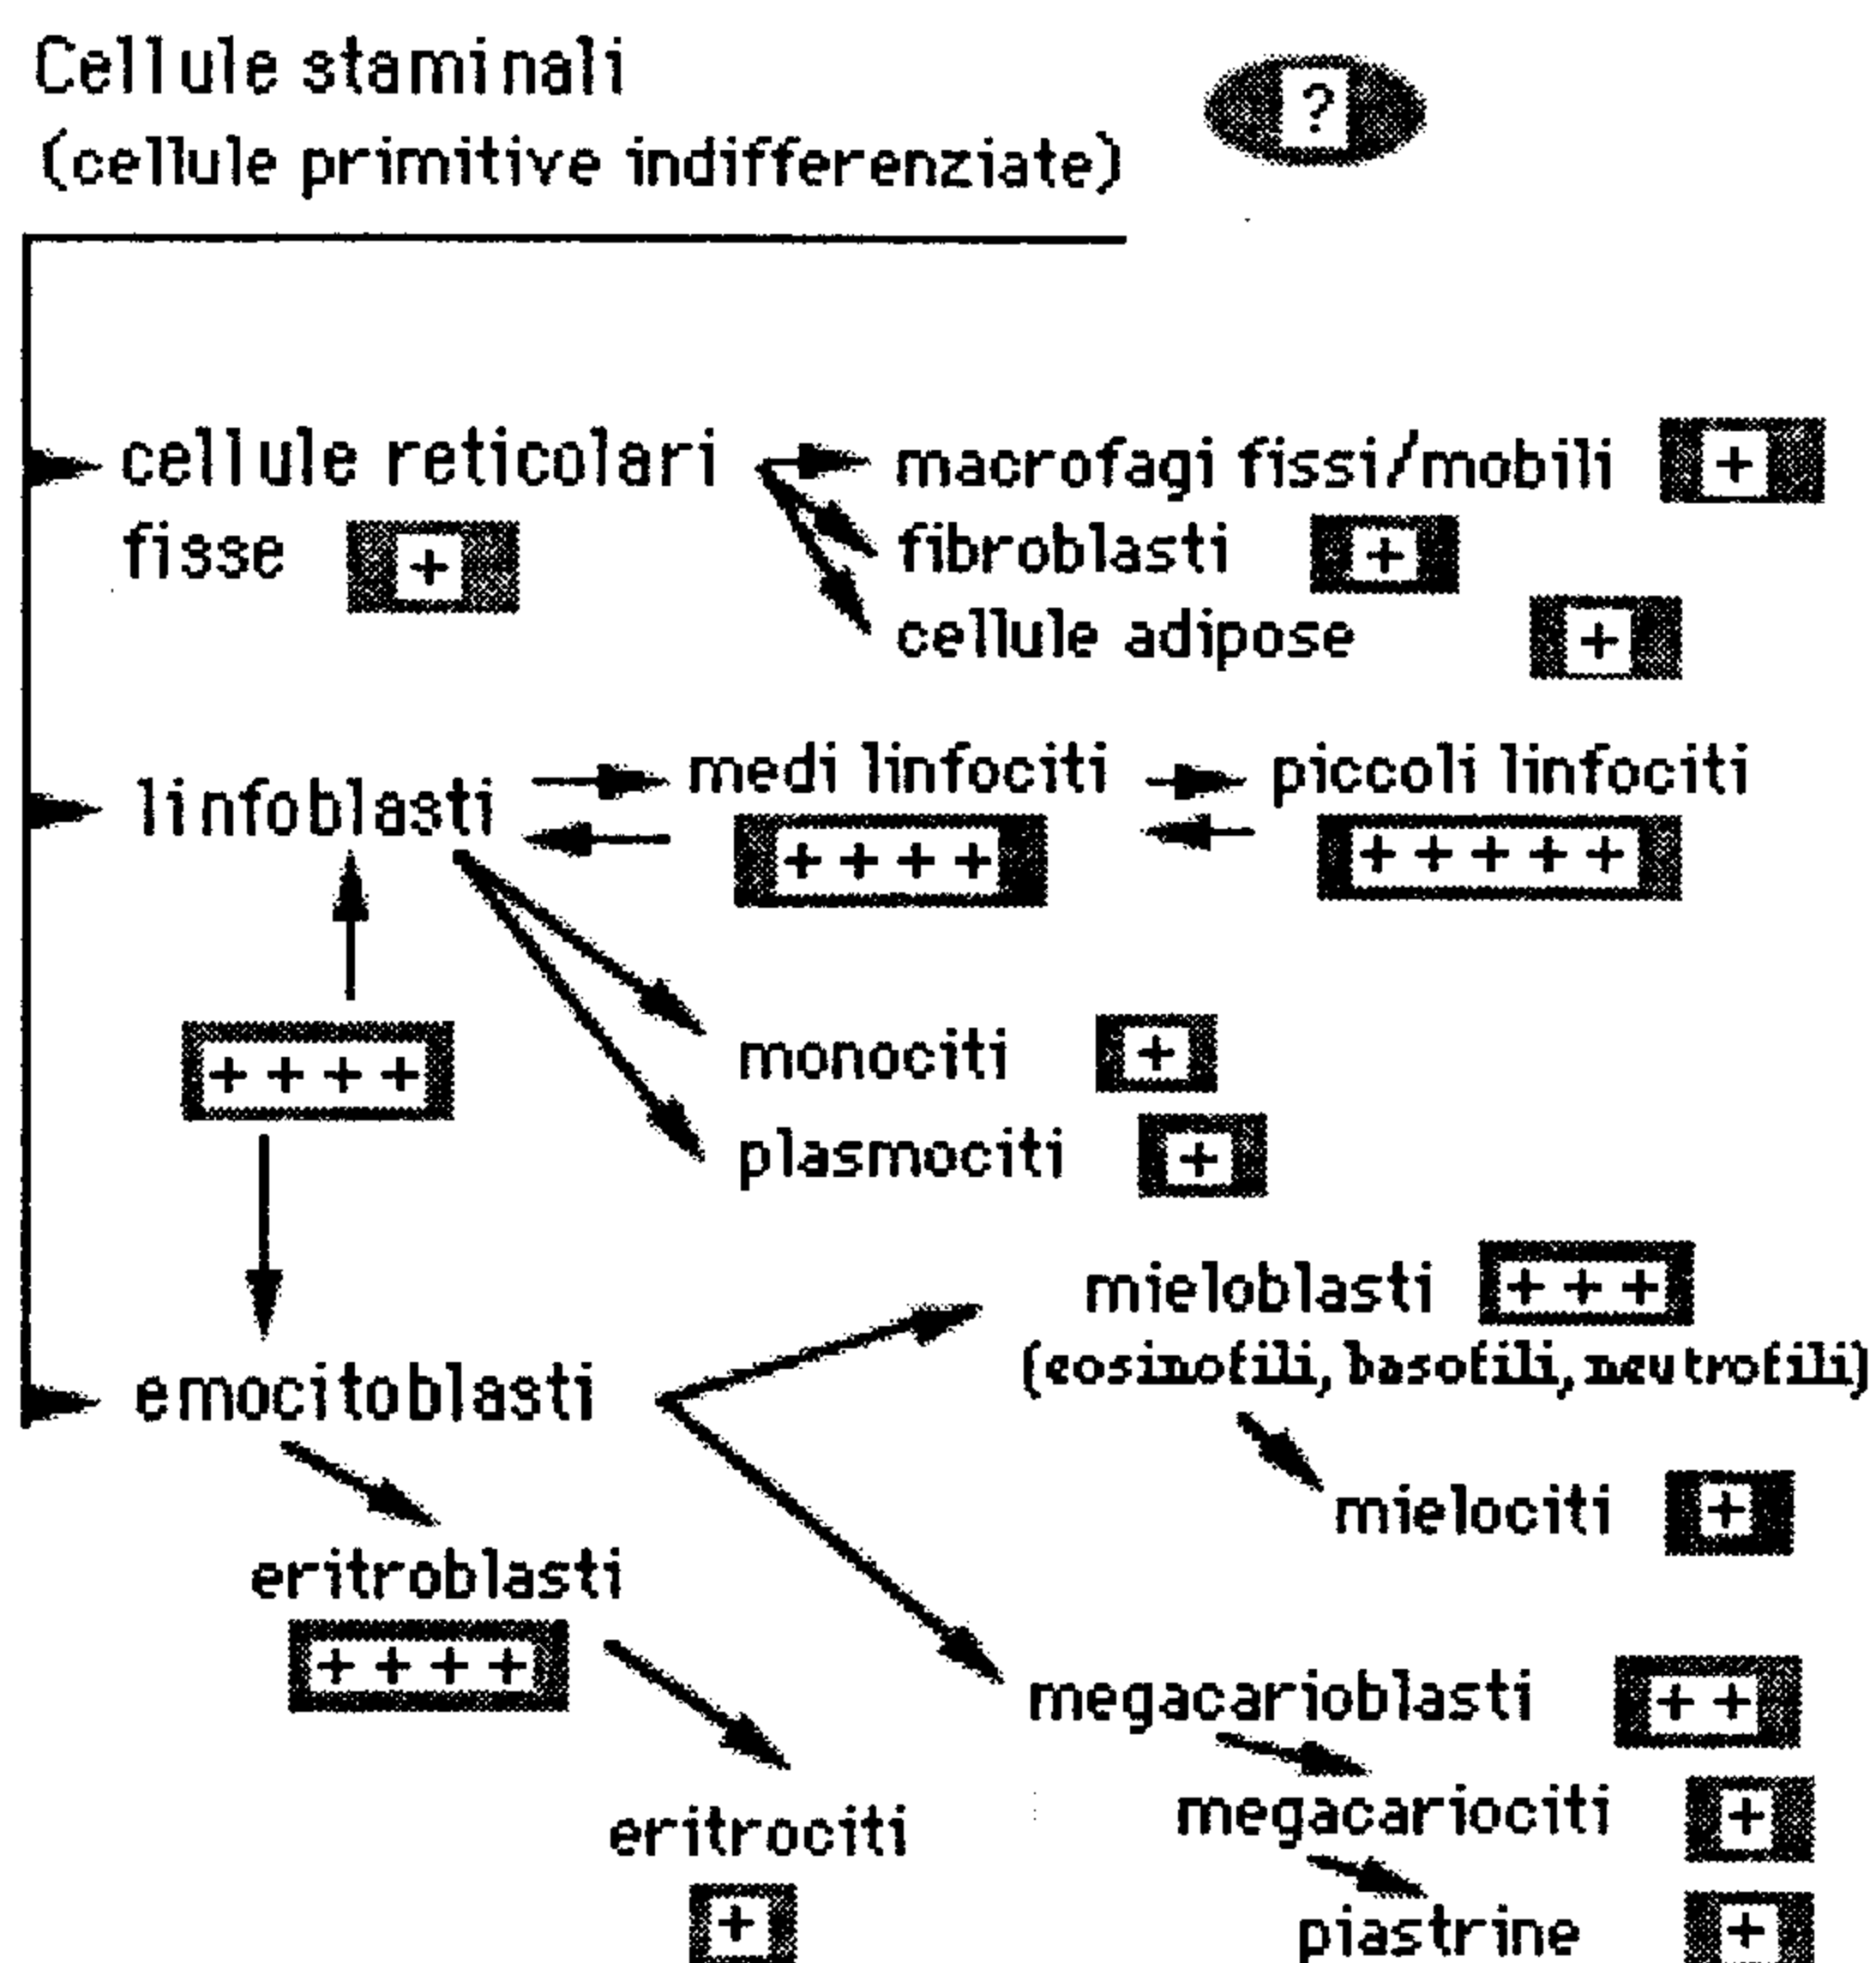 Cellule staminali
?
(cellule primitive indifferenziate)
cellule reticolari
fisse +
macrofagi fissi/mobili +
fibroblasti +
cellule adipose +
linfoblasti
medi linfociti
piccoli linfociti
+ + + +
+ + + + +
+ + + +
monociti +
plasmociti +
mieloblasti + + +
(eosinofili, basofili, neutrofili)
emocitoblasti
mielociti +
eritroblasti
+ + + +
megacarioblasti + +
megacariociti +
eritrociti
+
piastrine +